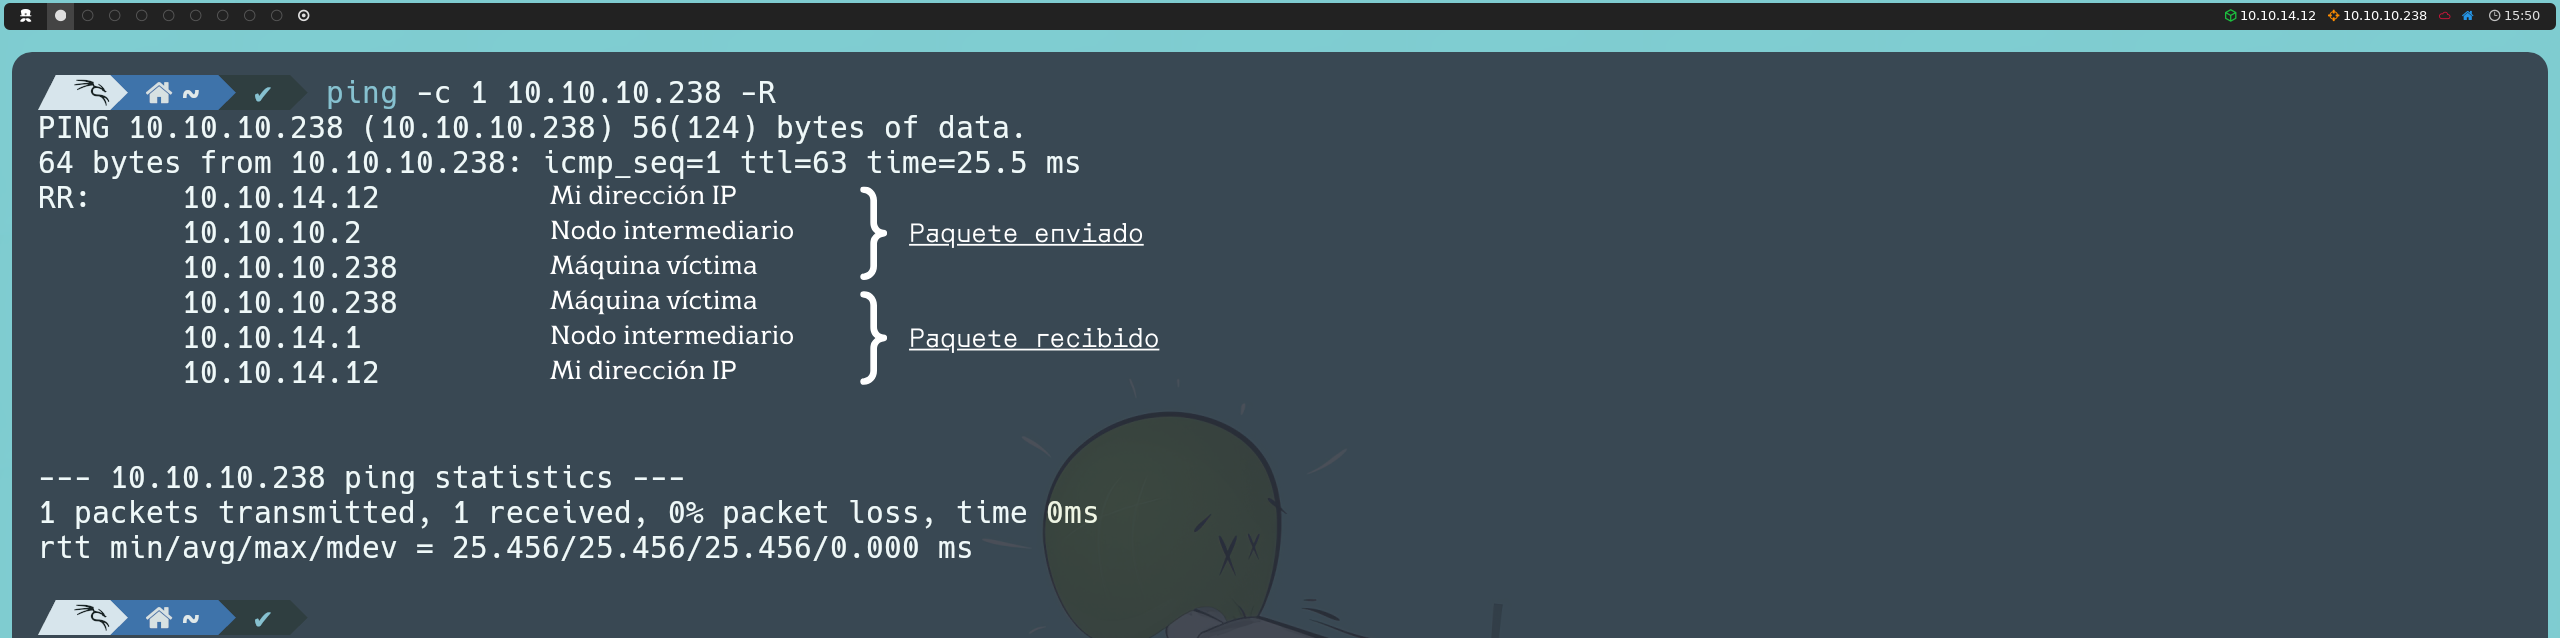 10.10.14.12 10.10.10.238 15:50
~ ✔ ping -c 1 10.10.10.238 -R
PING 10.10.10.238 (10.10.10.238) 56(124) bytes of data.
64 bytes from 10.10.10.238: icmp_seq=1 ttl=63 time=25.5 ms
RR: 10.10.14.12 Mi dirección IP
10.10.10.2 Nodo intermediario
Paquete enviado
10.10.10.238 Máquina víctima
10.10.10.238 Máquina víctima
10.10.14.1 Nodo intermediario
Paquete recibido
10.10.14.12 Mi dirección IP
--- 10.10.10.238 ping statistics ---
1 packets transmitted, 1 received, 0% packet loss, time 0ms
rtt min/avg/max/mdev = 25.456/25.456/25.456/0.000 ms
~ ✔